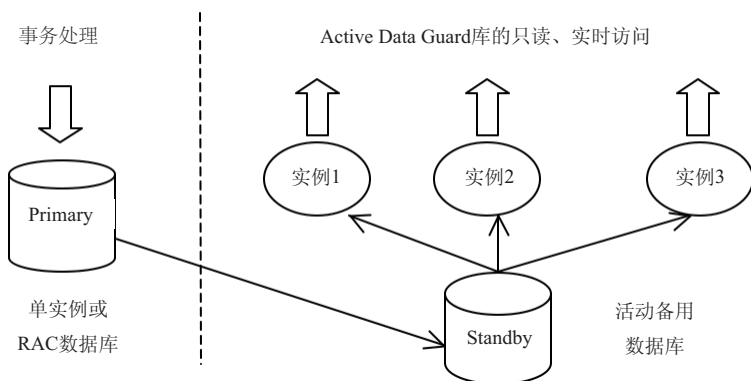 事务处理
Active Data Guard库的只读、实时访问
实例1
实例2
实例3
Primary
单实例或
RAC数据库
Standby
活动备用
数据库